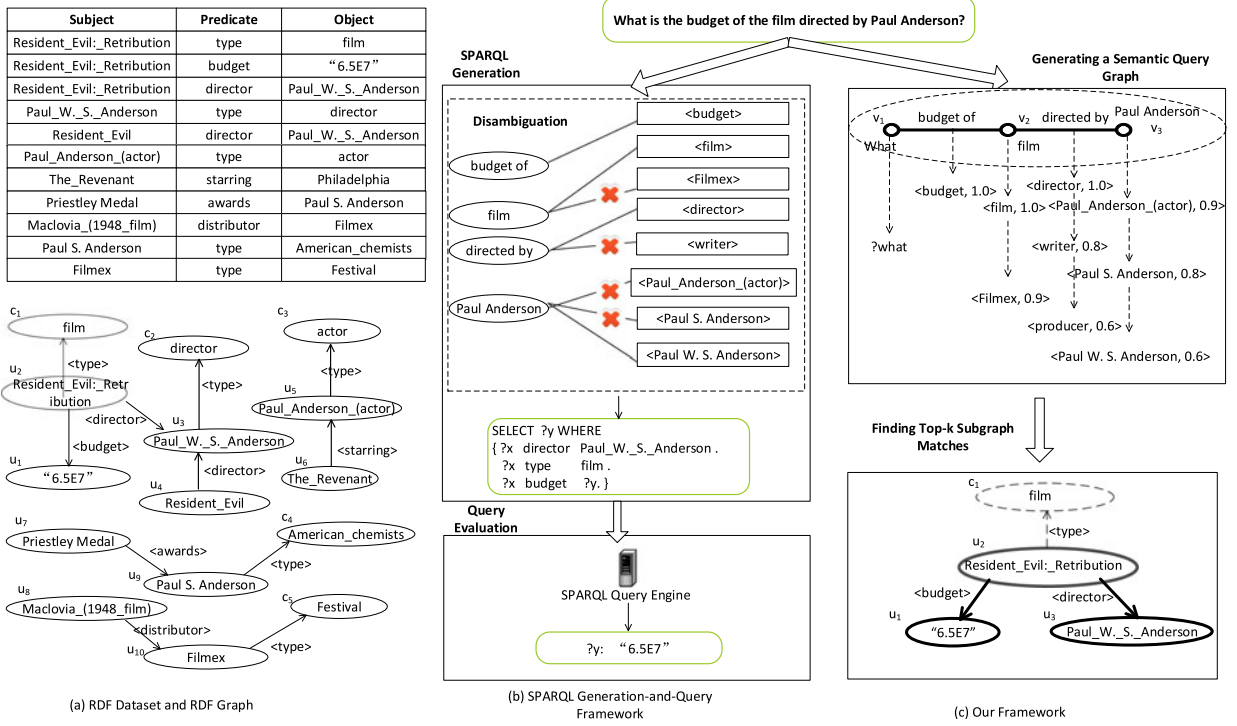 Subject Predicate Object
Resident_Evil:_Retribution type film
Resident_Evil:_Retribution budget “6.5E7”
Resident_Evil:_Retribution director Paul_W._S._Anderson
Paul_W._S._Anderson type director
Resident_Evil director Paul_W._S._Anderson
Paul_Anderson_(actor) type actor
The_Revenant starring Philadelphia
Priestley Medal awards Paul S. Anderson
Maclovia_(1948_film) distributor Filmex
Paul S. Anderson type American_chemists
Filmex type Festival
c1
film
<type>
u2
Resident_Evil:_Retr
ibution
<director>
<budget>
u1
“6.5E7”
c2
director
<type>
u3
Paul_W._S._Anderson
<director>
u4
Resident_Evil
c3
actor
<type>
u5
Paul_Anderson_(actor)
<starring>
u6
The_Revenant
u7
Priestley Medal
<awards>
u9
Paul S. Anderson
<type>
c4
American_chemists
u8
Maclovia_(1948_film)
<distributor>
u10
Filmex
<type>
c5
Festival
(a) RDF Dataset and RDF Graph
What is the budget of the film directed by Paul Anderson?
SPARQL
Generation
Disambiguation
budget of
film
directed by
Paul Anderson
<budget>
<film>
<Filmex>
<director>
<writer>
<Paul_Anderson_(actor)>
<Paul S. Anderson>
<Paul W. S. Anderson>
SELECT ?y WHERE
{ ?x director Paul_W._S._Anderson .
?x type film .
?x budget ?y. }
Query
Evaluation
SPARQL Query Engine
?y: “6.5E7”
(b) SPARQL Generation-and-Query
Framework
Generating a Semantic Query
Graph
v1 budget of v2 directed by Paul Anderson
v3
What film
<budget, 1.0>
<director, 1.0>
<film, 1.0>
<Paul_Anderson_(actor), 0.9>
?what
<writer, 0.8>
<Paul S. Anderson, 0.8>
<Filmex, 0.9>
<producer, 0.6>
<Paul W. S. Anderson, 0.6>
Finding Top-k Subgraph
Matches
c1
film
<type>
u2
Resident_Evil:_Retribution
<budget>
<director>
u1
“6.5E7”
u3
Paul_W._S._Anderson
(c) Our Framework